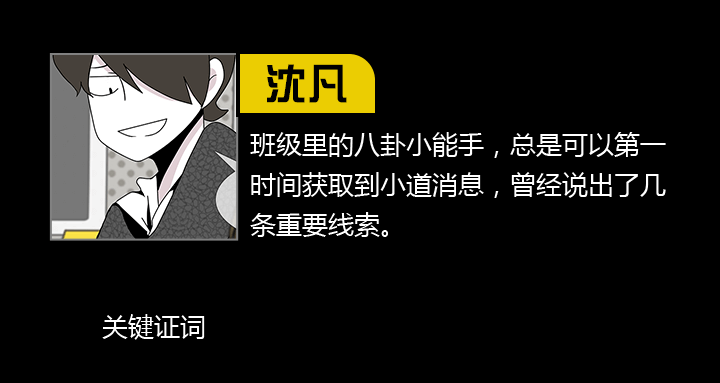 沈凡
班级里的八卦小能手，总是可以第一
时间获取到小道消息，曾经说出了几
条重要线索。
关键证词